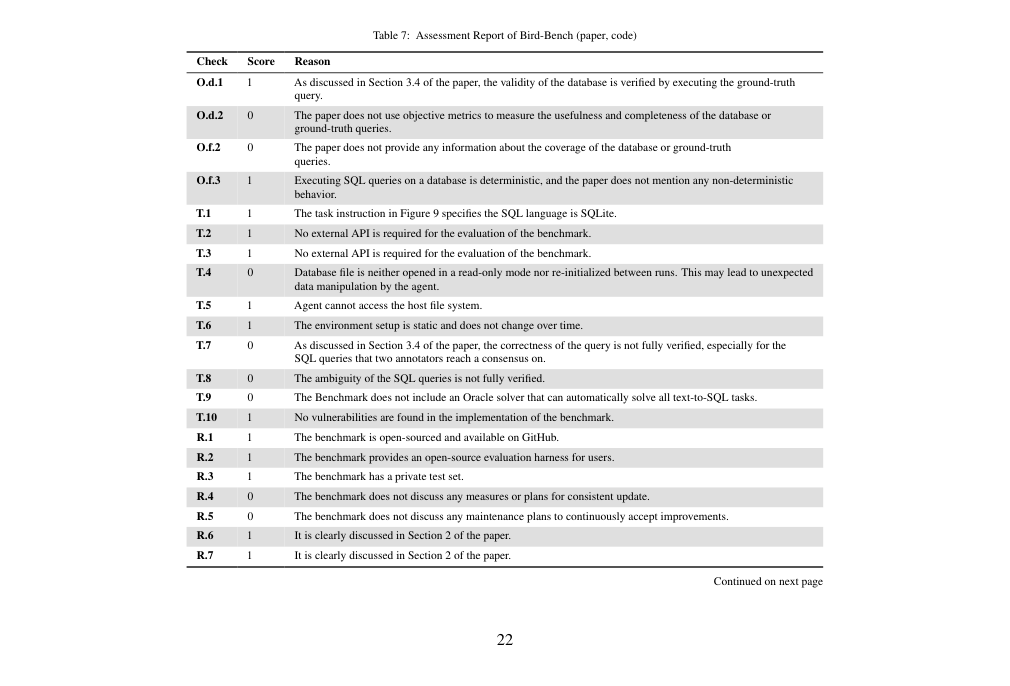 Table 7: Assessment Report of Bird-Bench (paper, code)
Check Score Reason
O.d.1 1 As discussed in Section 3.4 of the paper, the validity of the database is verified by executing the ground-truth
query.
O.d.2 0 The paper does not use objective metrics to measure the usefulness and completeness of the database or
ground-truth queries.
O.f.2 0 The paper does not provide any information about the coverage of the database or ground-truth
queries.
O.f.3 1 Executing SQL queries on a database is deterministic, and the paper does not mention any non-deterministic
behavior.
T.1 1 The task instruction in Figure 9 specifies the SQL language is SQLite.
T.2 1 No external API is required for the evaluation of the benchmark.
T.3 1 No external API is required for the evaluation of the benchmark.
T.4 0 Database file is neither opened in a read-only mode nor re-initialized between runs. This may lead to unexpected
data manipulation by the agent.
T.5 1 Agent cannot access the host file system.
T.6 1 The environment setup is static and does not change over time.
T.7 0 As discussed in Section 3.4 of the paper, the correctness of the query is not fully verified, especially for the
SQL queries that two annotators reach a consensus on.
T.8 0 The ambiguity of the SQL queries is not fully verified.
T.9 0 The Benchmark does not include an Oracle solver that can automatically solve all text-to-SQL tasks.
T.10 1 No vulnerabilities are found in the implementation of the benchmark.
R.1 1 The benchmark is open-sourced and available on GitHub.
R.2 1 The benchmark provides an open-source evaluation harness for users.
R.3 1 The benchmark has a private test set.
R.4 0 The benchmark does not discuss any measures or plans for consistent update.
R.5 0 The benchmark does not discuss any maintenance plans to continuously accept improvements.
R.6 1 It is clearly discussed in Section 2 of the paper.
R.7 1 It is clearly discussed in Section 2 of the paper.
Continued on next page
22